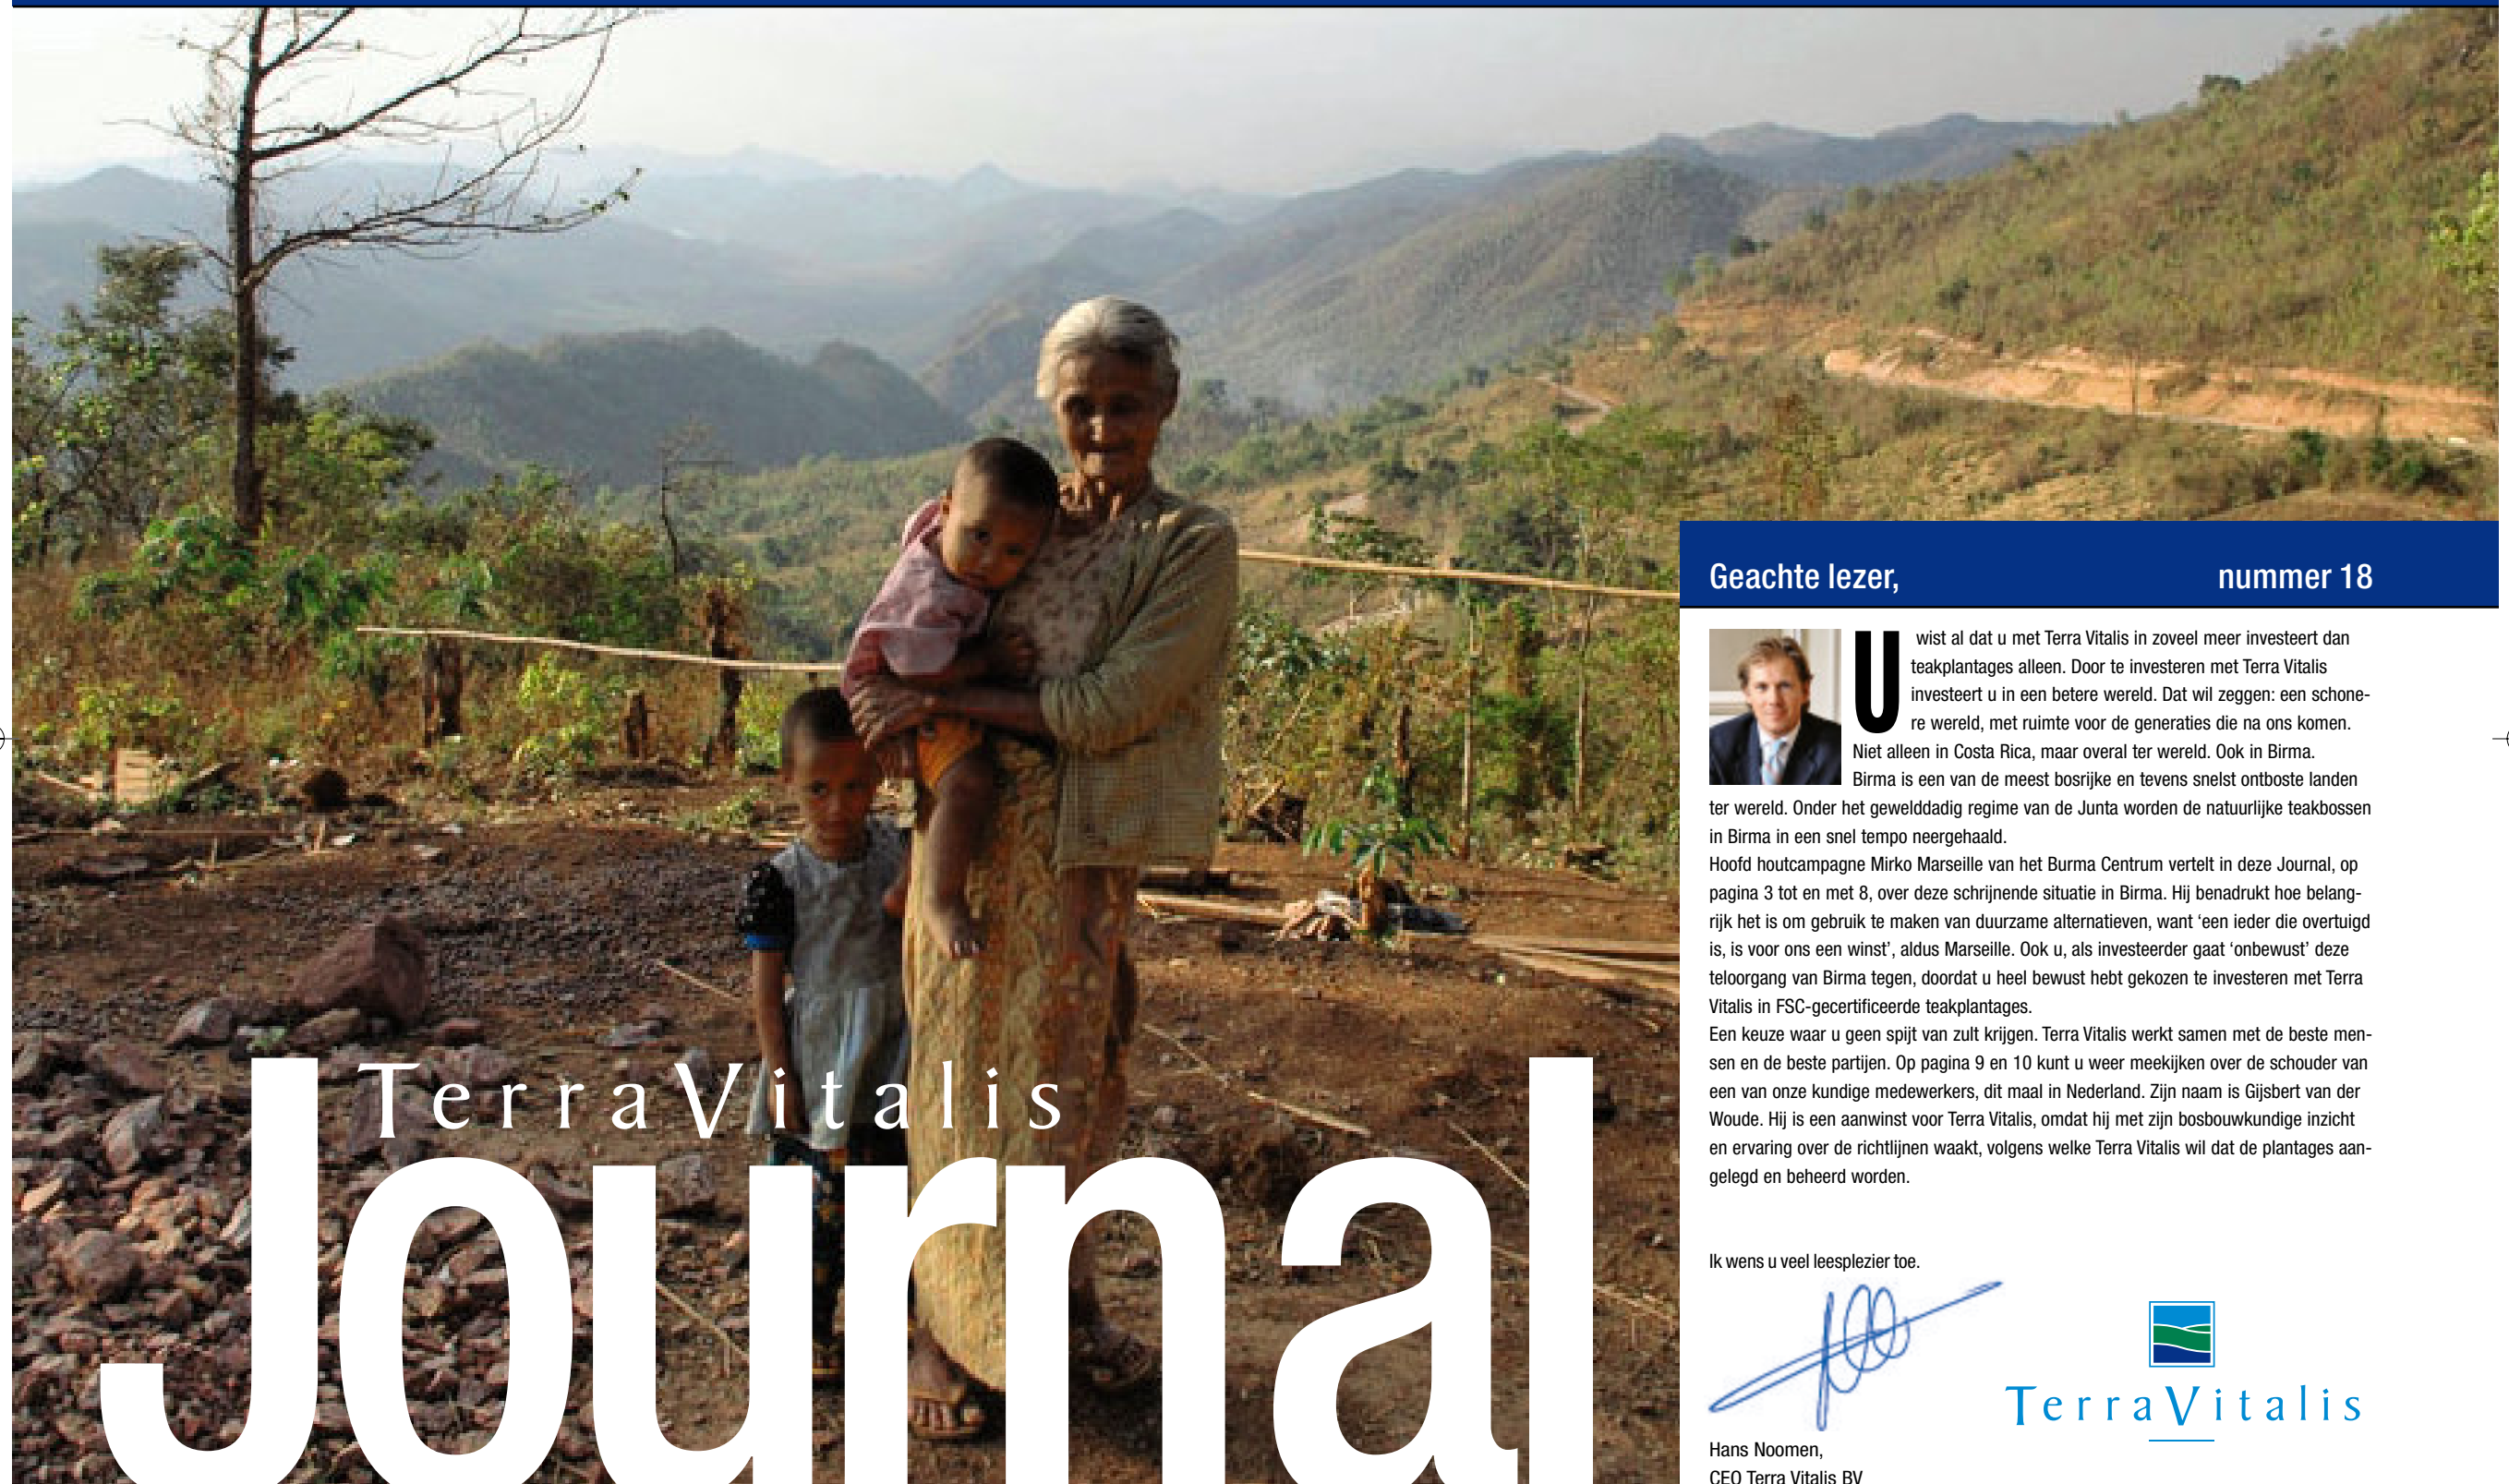 Geachte lezer, nummer 18
U wist al dat u met Terra Vitalis in zoveel meer investeert dan
teakplantages alleen. Door te investeren met Terra Vitalis
investeert u in een betere wereld. Dat wil zeggen: een schone-
re wereld, met ruimte voor de generaties die na ons komen.
Niet alleen in Costa Rica, maar overal ter wereld. Ook in Birma.
Birma is een van de meest bosrijke en tevens snelst ontboste landen
ter wereld. Onder het gewelddadig regime van de Junta worden de natuurlijke teakbossen
in Birma in een snel tempo neergehaald.
Hoofd houtcampagne Mirko Marseille van het Burma Centrum vertelt in deze Journal, op
pagina 3 tot en met 8, over deze schrijnende situatie in Birma. Hij benadrukt hoe belang-
rijk het is om gebruik te maken van duurzame alternatieven, want ‘een ieder die overtuigd
is, is voor ons een winst’, aldus Marseille. Ook u, als investeerder gaat ‘onbewust’ deze
teloorgang van Birma tegen, doordat u heel bewust hebt gekozen te investeren met Terra
Vitalis in FSC-gecertificeerde teakplantages.
Een keuze waar u geen spijt van zult krijgen. Terra Vitalis werkt samen met de beste men-
sen en de beste partijen. Op pagina 9 en 10 kunt u weer meekijken over de schouder van
een van onze kundige medewerkers, dit maal in Nederland. Zijn naam is Gijsbert van der
Woude. Hij is een aanwinst voor Terra Vitalis, omdat hij met zijn bosbouwkundige inzicht
en ervaring over de richtlijnen waakt, volgens welke Terra Vitalis wil dat de plantages aan-
gelegd en beheerd worden.
Ik wens u veel leesplezier toe.
TerraVitalis
Hans Noomen,
CEO Terra Vitalis BV
TerraVitalis
Journal